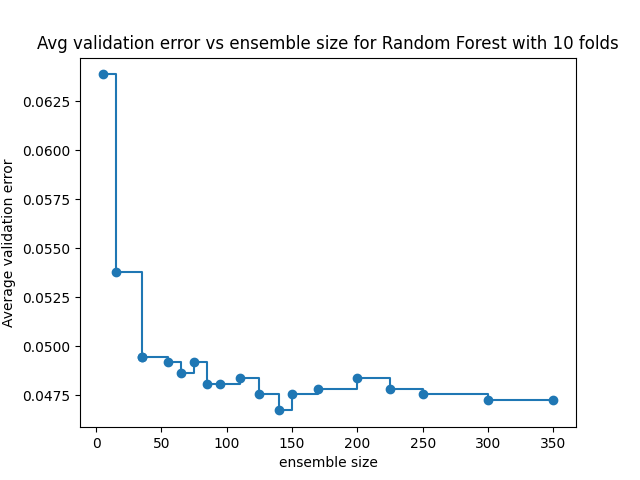 Avg validation error vs ensemble size for Random Forest with 10 folds
Average validation error
0.0625
0.0600
0.0575
0.0550
0.0525
0.0500
0.0475
0 50 100 150 200 250 300 350
ensemble size